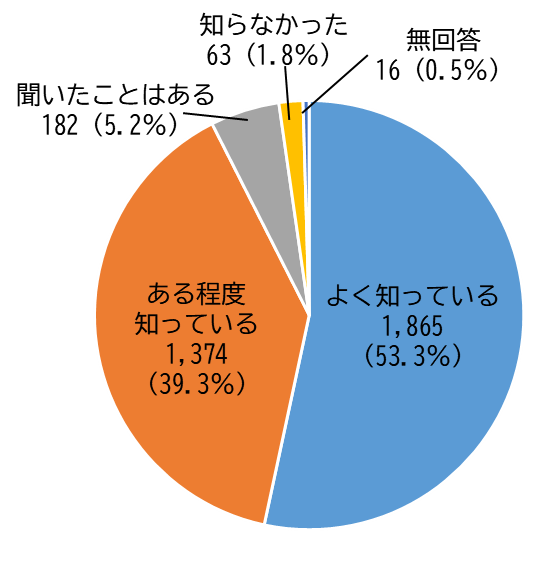 知らなかった
63（1.8%）
無回答
16（0.5%）
聞いたことはある
182（5.2%）
ある程度
知っている
1,374
（39.3%）
よく知っている
1,865
（53.3%）